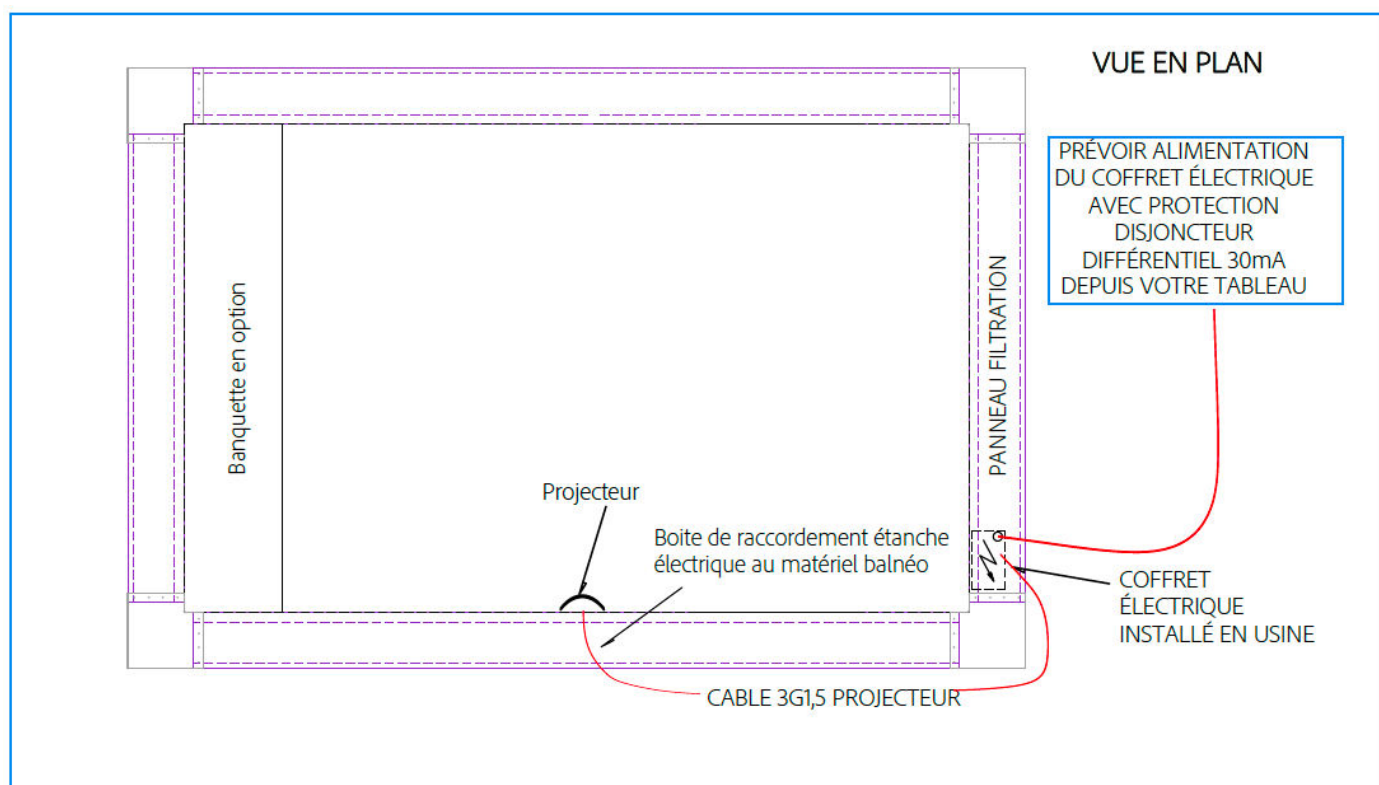 VUE EN PLAN
PRÉVOIR ALIMENTATION
DU COFFRET ÉLECTRIQUE
AVEC PROTECTION
DISJONCTEUR
DIFFÉRENTIEL 30mA
DEPUIS VOTRE TABLEAU
Banquette en option
PANNEAU FILTRATION
Projecteur
Boite de raccordement étanche
électrique au matériel balnéo
COFFRET
ÉLECTRIQUE
INSTALLÉ EN USINE
CABLE 3G1,5 PROJECTEUR